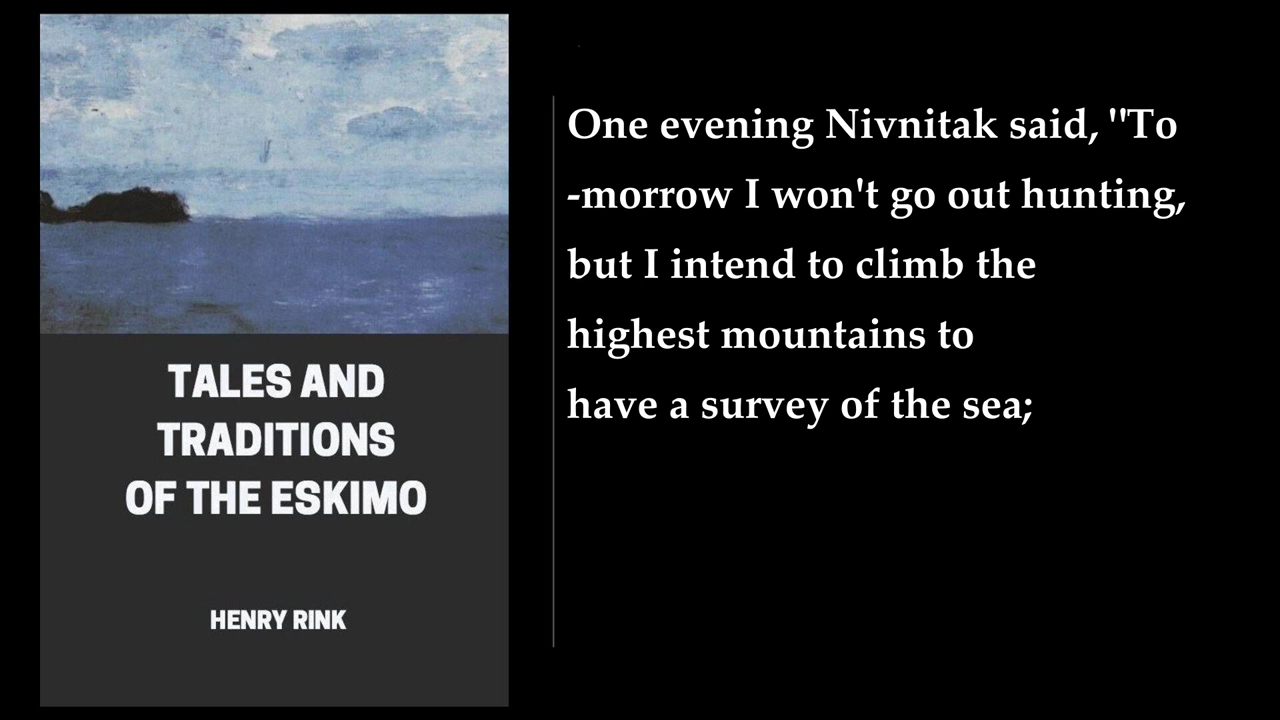 TALES AND
TRADITIONS
OF THE ESKIMO
HENRY RINK
One evening Nivnitak said, "To
-morrow I won't go out hunting,
but I intend to climb the
highest mountains to
have a survey of the sea;